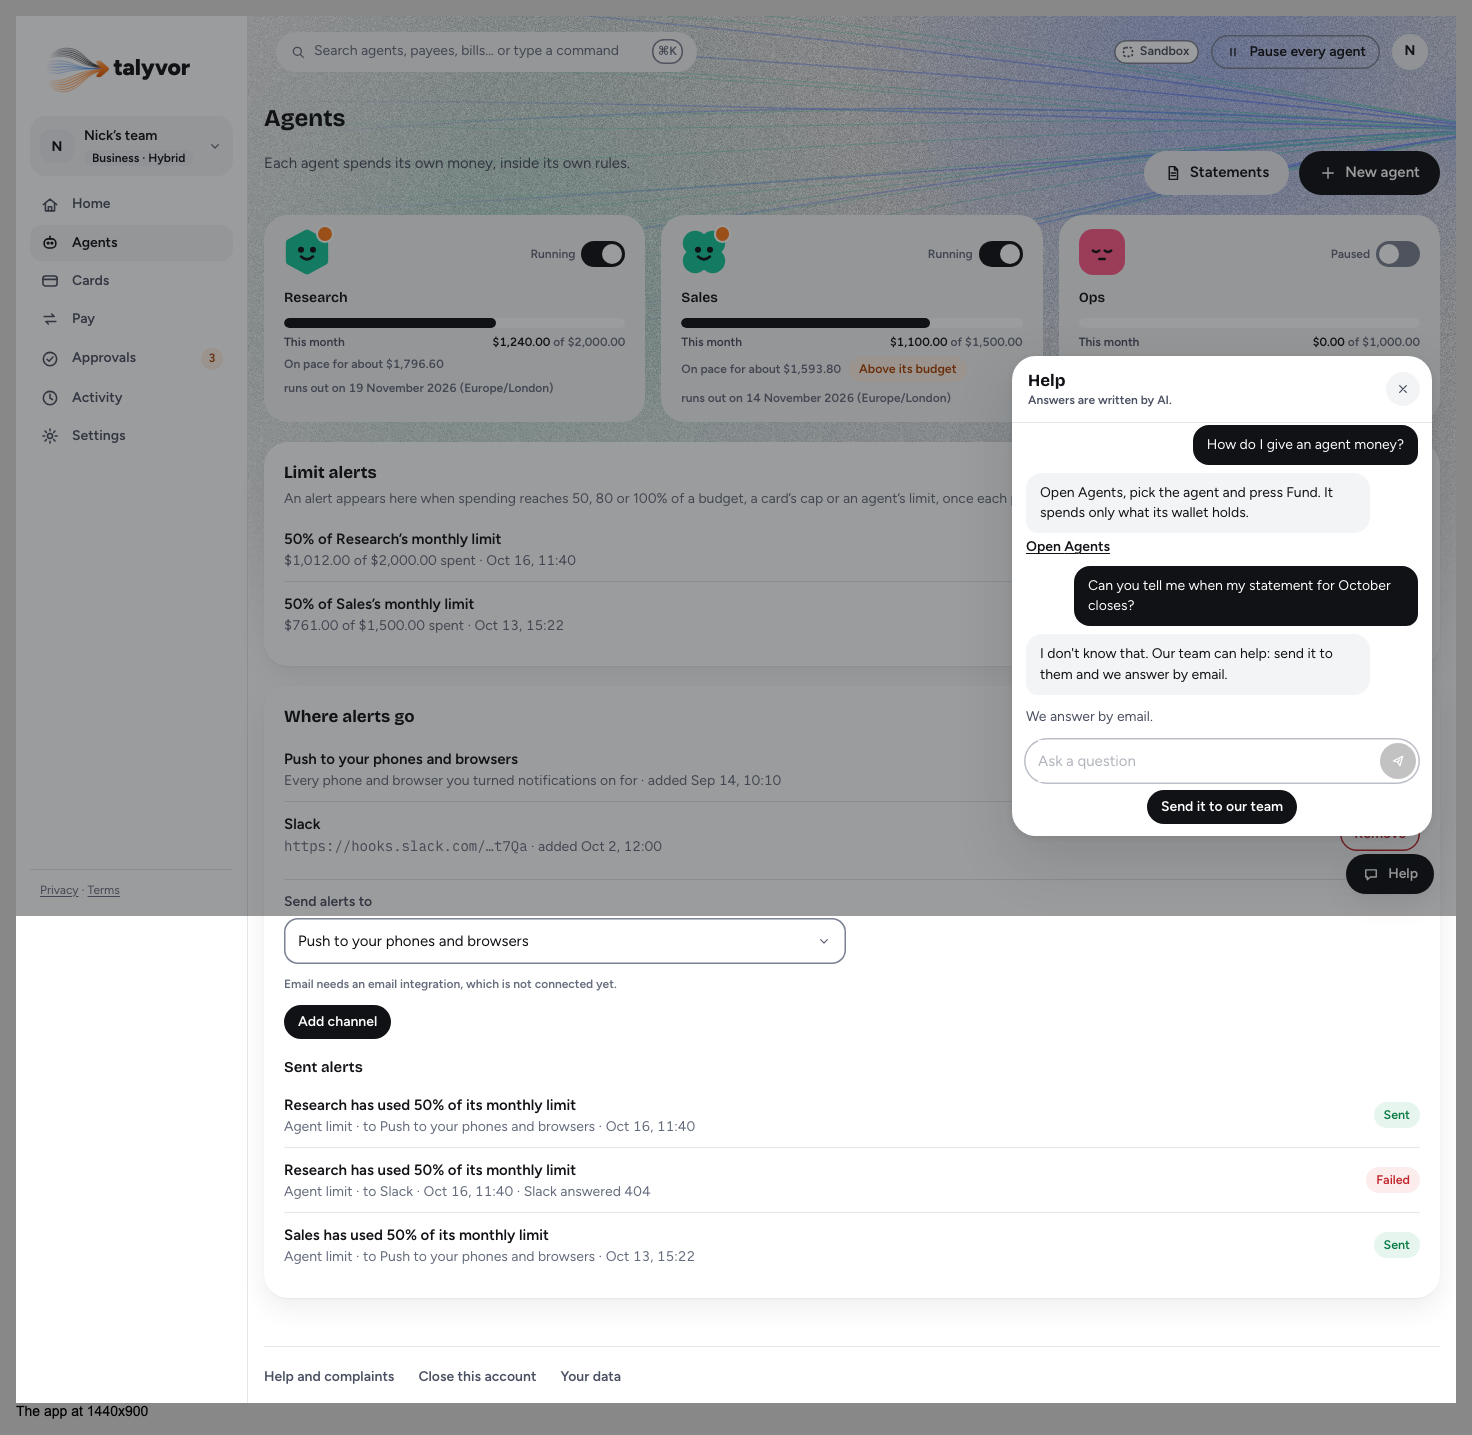 talyvor
Search agents, payees, bills... or type a command
⌘K
Sandbox
Pause every agent
N
N
Nick's team
Business · Hybrid
Home
Agents
Cards
Pay
Approvals
3
Activity
Settings
Privacy · Terms
Agents
Each agent spends its own money, inside its own rules.
Statements
New agent
Running
Research
This month
$1,240.00 of $2,000.00
On pace for about $1,796.60
runs out on 19 November 2026 (Europe/London)
Running
Sales
This month
$1,100.00 of $1,500.00
On pace for about $1,593.80
Above its budget
runs out on 14 November 2026 (Europe/London)
Paused
Ops
This month
$0.00 of $1,000.00
Limit alerts
An alert appears here when spending reaches 50, 80 or 100% of a budget, a card's cap or an agent's limit, once each
50% of Research's monthly limit
$1,012.00 of $2,000.00 spent · Oct 16, 11:40
50% of Sales's monthly limit
$761.00 of $1,500.00 spent · Oct 13, 15:22
Where alerts go
Push to your phones and browsers
Every phone and browser you turned notifications on for · added Sep 14, 10:10
Slack
https://hooks.slack.com/…t7Qa · added Oct 2, 12:00
Send alerts to
Push to your phones and browsers
Email needs an email integration, which is not connected yet.
Add channel
Sent alerts
Research has used 50% of its monthly limit
Agent limit · to Push to your phones and browsers · Oct 16, 11:40
Sent
Research has used 50% of its monthly limit
Agent limit · to Slack · Oct 16, 11:40 · Slack answered 404
Failed
Sales has used 50% of its monthly limit
Agent limit · to Push to your phones and browsers · Oct 13, 15:22
Sent
Help and complaints
Close this account
Your data
Help
Answers are written by AI.
How do I give an agent money?
Open Agents, pick the agent and press Fund. It
spends only what its wallet holds.
Open Agents
Can you tell me when my statement for October
closes?
I don't know that. Our team can help: send it to
them and we answer by email.
We answer by email.
Ask a question
Send it to our team
Help
The app at 1440x900